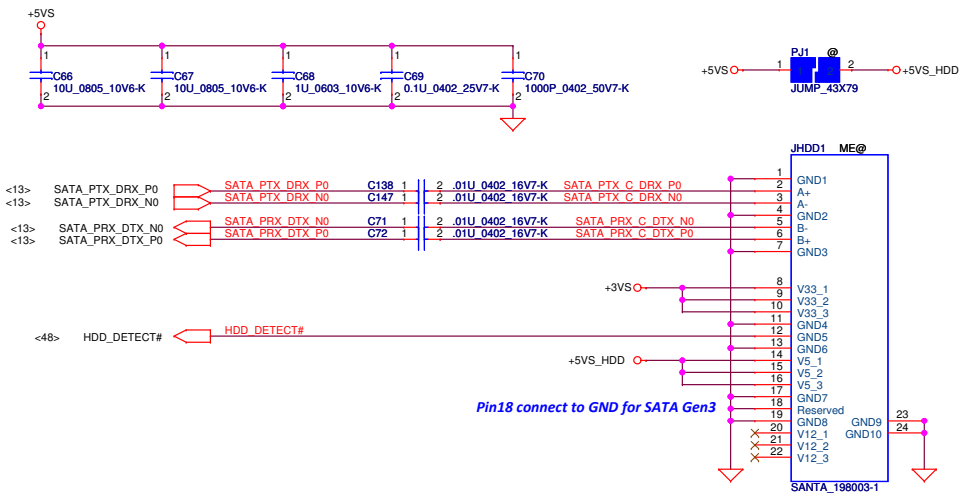 +5VS
1 1 1 1 1
C66 C67 C68 C69 C70
10U_0805_10V6-K 10U_0805_10V6-K 1U_0603_10V6-K 0.1U_0402_25V7-K 1000P_0402_50V7-K
2 2 2 2 2
PJ1 @
+5VS 1 1 2 2 +5VS_HDD
JUMP_43X79
JHDD1 ME@
<13> SATA_PTX_DRX_P0 SATA_PTX_DRX_P0 C138 1 2 .01U_0402_16V7-K SATA_PTX_C_DRX_P0
<13> SATA_PTX_DRX_N0 SATA_PTX_DRX_N0 C147 1 2 .01U_0402_16V7-K SATA_PTX_C_DRX_N0
<13> SATA_PRX_DTX_N0 SATA_PRX_DTX_N0 C71 1 2 .01U_0402_16V7-K SATA_PRX_C_DTX_N0
<13> SATA_PRX_DTX_P0 SATA_PRX_DTX_P0 C72 1 2 .01U_0402_16V7-K SATA_PRX_C_DTX_P0
1 GND1
2 A+
3 A-
4 GND2
5 B-
6 B+
7 GND3
+3VS
8 V33_1
9 V33_2
10 V33_3
11 GND4
<48> HDD_DETECT# HDD_DETECT# 12 GND5
13 GND6
+5VS_HDD 14 V5_1
15 V5_2
16 V5_3
17 GND7
Pin18 connect to GND for SATA Gen3
18 Reserved
19 GND8
20 V12_1
21 V12_2
22 V12_3
GND9 23
GND10 24
SANTA_198003-1